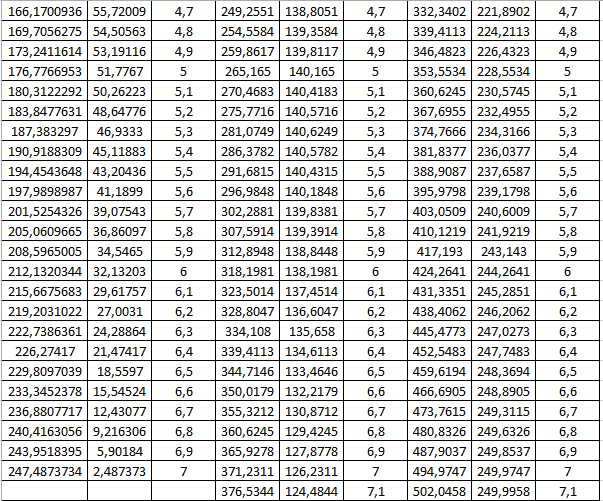 166,1700936 55,72009 4,7 249,2551 138,8051 4,7 332,3402 221,8902 4,7
169,7056275 54,50563 4,8 254,5584 139,3584 4,8 339,4113 224,2113 4,8
173,2411614 53,19116 4,9 259,8617 139,8117 4,9 346,4823 226,4323 4,9
176,7766953 51,7767 5 265,165 140,165 5 353,5534 228,5534 5
180,3122292 50,26223 5,1 270,4683 140,4183 5,1 360,6245 230,5745 5,1
183,8477631 48,64776 5,2 275,7716 140,5716 5,2 367,6955 232,4955 5,2
187,383297 46,9333 5,3 281,0749 140,6249 5,3 374,7666 234,3166 5,3
190,9188309 45,11883 5,4 286,3782 140,5782 5,4 381,8377 236,0377 5,4
194,4543648 43,20436 5,5 291,6815 140,4315 5,5 388,9087 237,6587 5,5
197,9898987 41,1899 5,6 296,9848 140,1848 5,6 395,9798 239,1798 5,6
201,5254326 39,07543 5,7 302,2881 139,8381 5,7 403,0509 240,6009 5,7
205,0609665 36,86097 5,8 307,5914 139,3914 5,8 410,1219 241,9219 5,8
208,5965005 34,5465 5,9 312,8948 138,8448 5,9 417,193 243,143 5,9
212,1320344 32,13203 6 318,1981 138,1981 6 424,2641 244,2641 6
215,6675683 29,61757 6,1 323,5014 137,4514 6,1 431,3351 245,2851 6,1
219,2031022 27,0031 6,2 328,8047 136,6047 6,2 438,4062 246,2062 6,2
222,7386361 24,28864 6,3 334,108 135,658 6,3 445,4773 247,0273 6,3
226,27417 21,47417 6,4 339,4113 134,6113 6,4 452,5483 247,7483 6,4
229,8097039 18,5597 6,5 344,7146 133,4646 6,5 459,6194 248,3694 6,5
233,3452378 15,54524 6,6 350,0179 132,2179 6,6 466,6905 248,8905 6,6
236,8807717 12,43077 6,7 355,3212 130,8712 6,7 473,7615 249,3115 6,7
240,4163056 9,216306 6,8 360,6245 129,4245 6,8 480,8326 249,6326 6,8
243,9518395 5,90184 6,9 365,9278 127,8778 6,9 487,9037 249,8537 6,9
247,4873734 2,487373 7 371,2311 126,2311 7 494,9747 249,9747 7
376,5344 124,4844 7,1 502,0458 249,9958 7,1